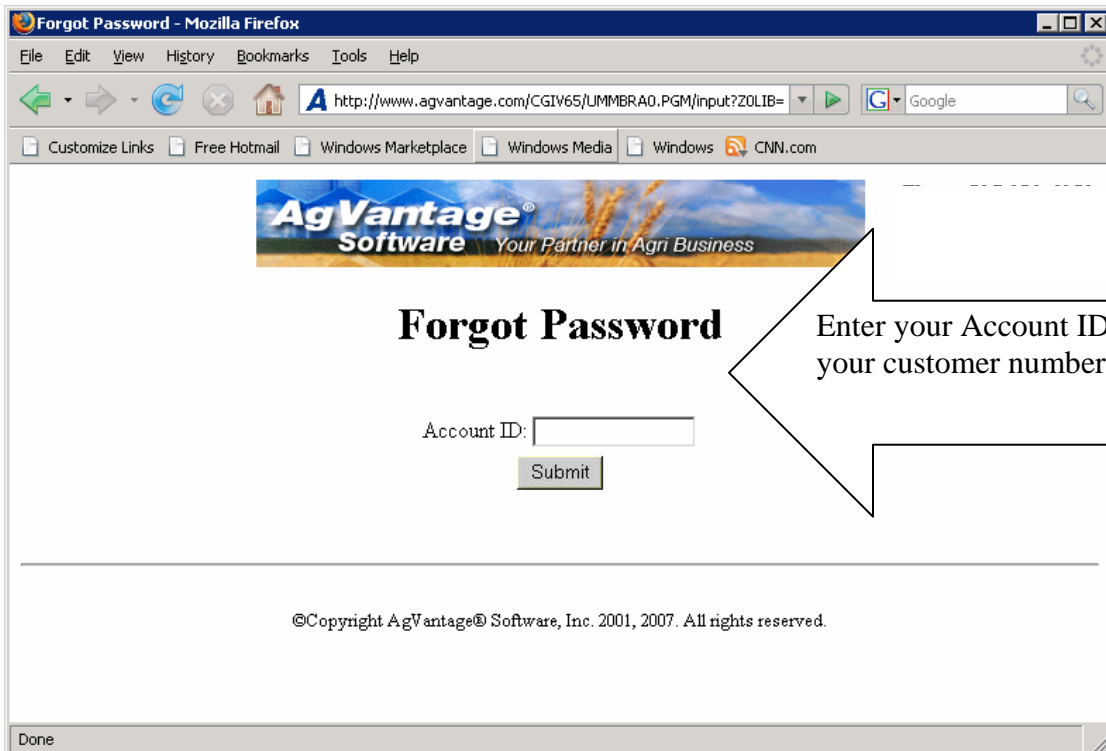 Forgot Password - Mozilla Firefox
File Edit View History Bookmarks Tools Help
http://www.agvantage.com/CGIV65/UMMBRA0.PGM/input?Z0LIB= Google
Customize Links Free Hotmail Windows Marketplace Windows Media Windows CNN.com
AgVantage®
Software Your Partner in Agri Business
Forgot Password
Enter your Account ID
your customer number
Account ID:
Submit
©Copyright AgVantage® Software, Inc. 2001, 2007. All rights reserved.
Done